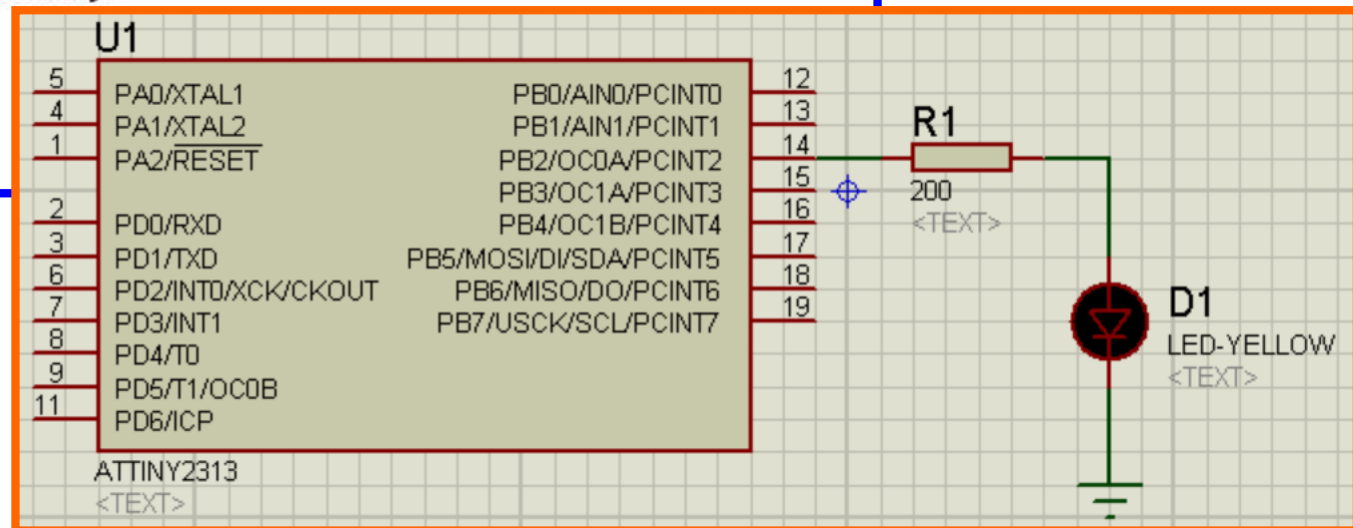 U1
5 PA0/XTAL1 PB0/AIN0/PCINT0 12
4 PA1/XTAL2 PB1/AIN1/PCINT1 13
1 PA2/RESET PB2/OC0A/PCINT2 14
PB3/OC1A/PCINT3 15
2 PD0/RXD PB4/OC1B/PCINT4 16
3 PD1/TXD PB5/MOSI/DI/SDA/PCINT5 17
6 PD2/INT0/XCK/CKOUT PB6/MISO/DO/PCINT6 18
7 PD3/INT1 PB7/USCK/SCL/PCINT7 19
8 PD4/T0
9 PD5/T1/OC0B
11 PD6/ICP
ATTINY2313
<TEXT>
R1
200
<TEXT>
D1
LED-YELLOW
<TEXT>